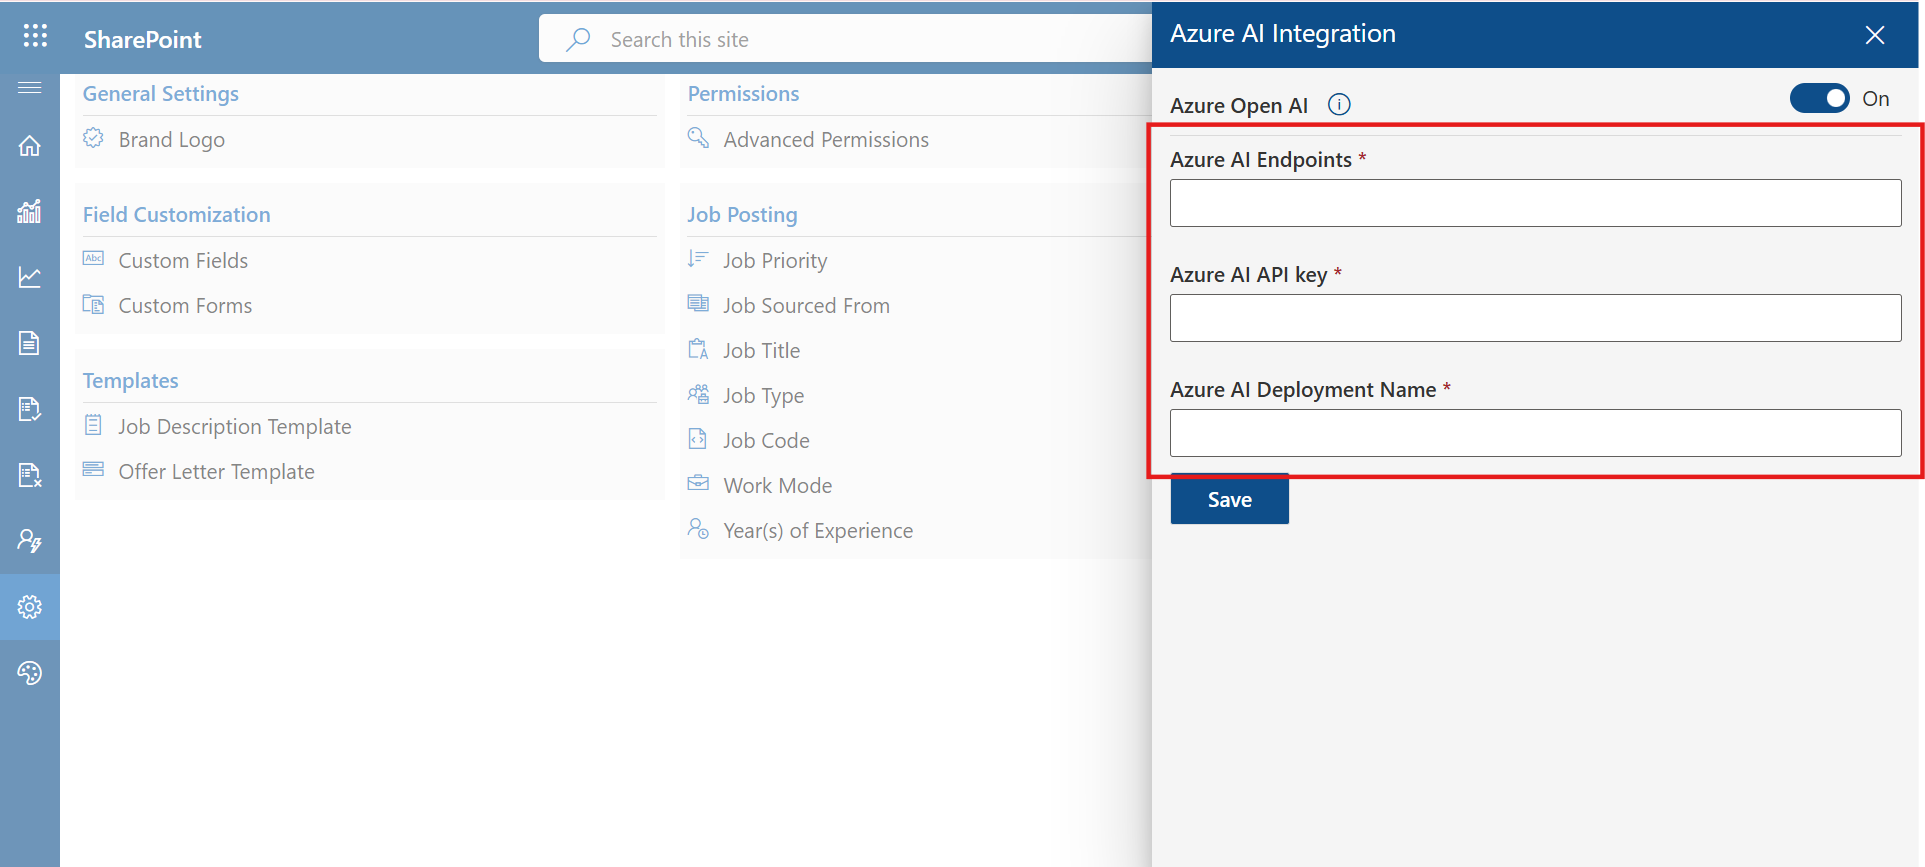 SharePoint
Search this site
General Settings
Brand Logo
Field Customization
Abc
Custom Fields
Custom Forms
Templates
Job Description Template
Offer Letter Template
Permissions
Advanced Permissions
Job Posting
Job Priority
Job Sourced From
Job Title
Job Type
Job Code
Work Mode
Year(s) of Experience
Azure AI Integration
Azure Open AI
On
Azure AI Endpoints *
Azure AI API key *
Azure AI Deployment Name *
Save